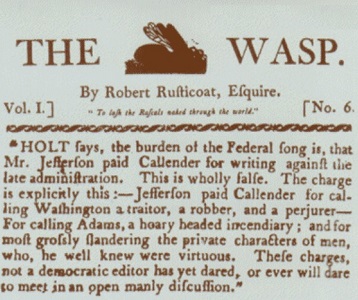 THE WASP.
By Robert Rusticoat, Esquire.
Vol. I.] "To lash the Rascals naked through the world." [No. 6.
"HOLT says, the burden of the Federal song is, that
Mr. Jefferson paid Callender for writing against the
late administration. This is wholly false. The charge
is explicitly this:—Jefferson paid Callender for cal-
ling Washington a traitor, a robber, and a perjurer—
For calling Adams, a hoary headed incendiary; and for
most grossly slandering the private characters of men,
who, he well knew were virtuous. These charges,
not a democratic editor has yet dared, or ever will dare
to meet in an open manly discussion."